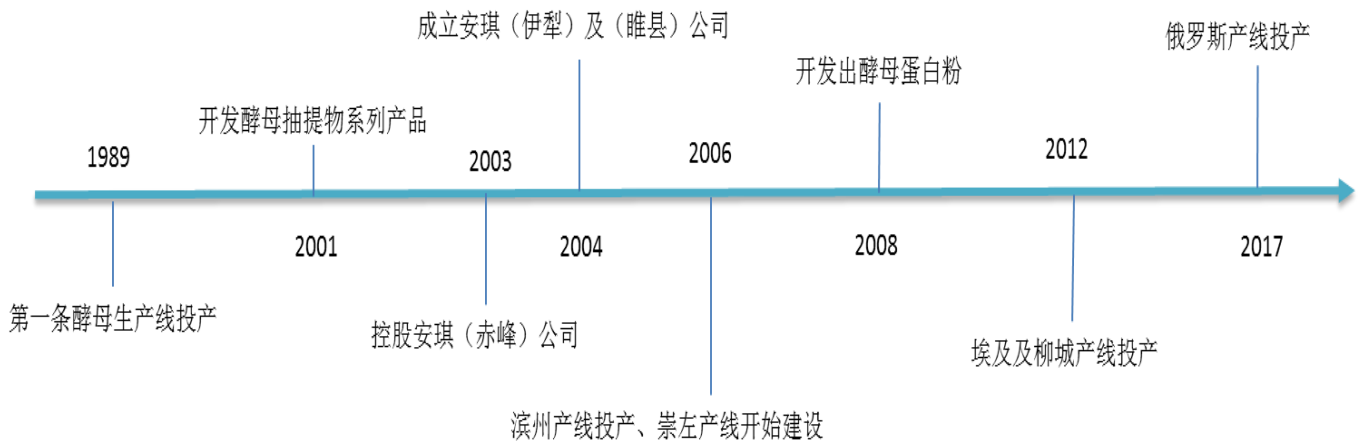 成立安琪（伊犁）及（睢县）公司
俄罗斯产线投产
开发出酵母蛋白粉
开发酵母抽提物系列产品
1989
2003
2006
2012
2001
2004
2008
2017
第一条酵母生产线投产
控股安琪（赤峰）公司
埃及及柳城产线投产
滨州产线投产、崇左产线开始建设